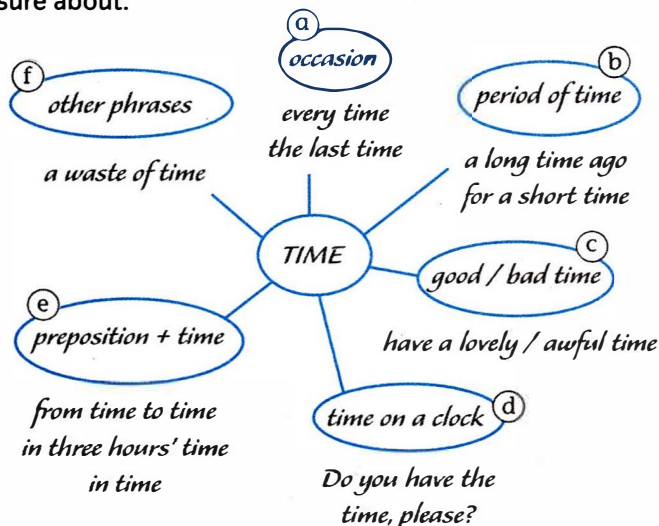 sure about.
a
occasion
every time
the last time
b
period of time
a long time ago
for a short time
c
good / bad time
have a lovely / awful time
d
time on a clock
Do you have the
time, please?
e
preposition + time
from time to time
in three hours' time
in time
f
other phrases
a waste of time
TIME